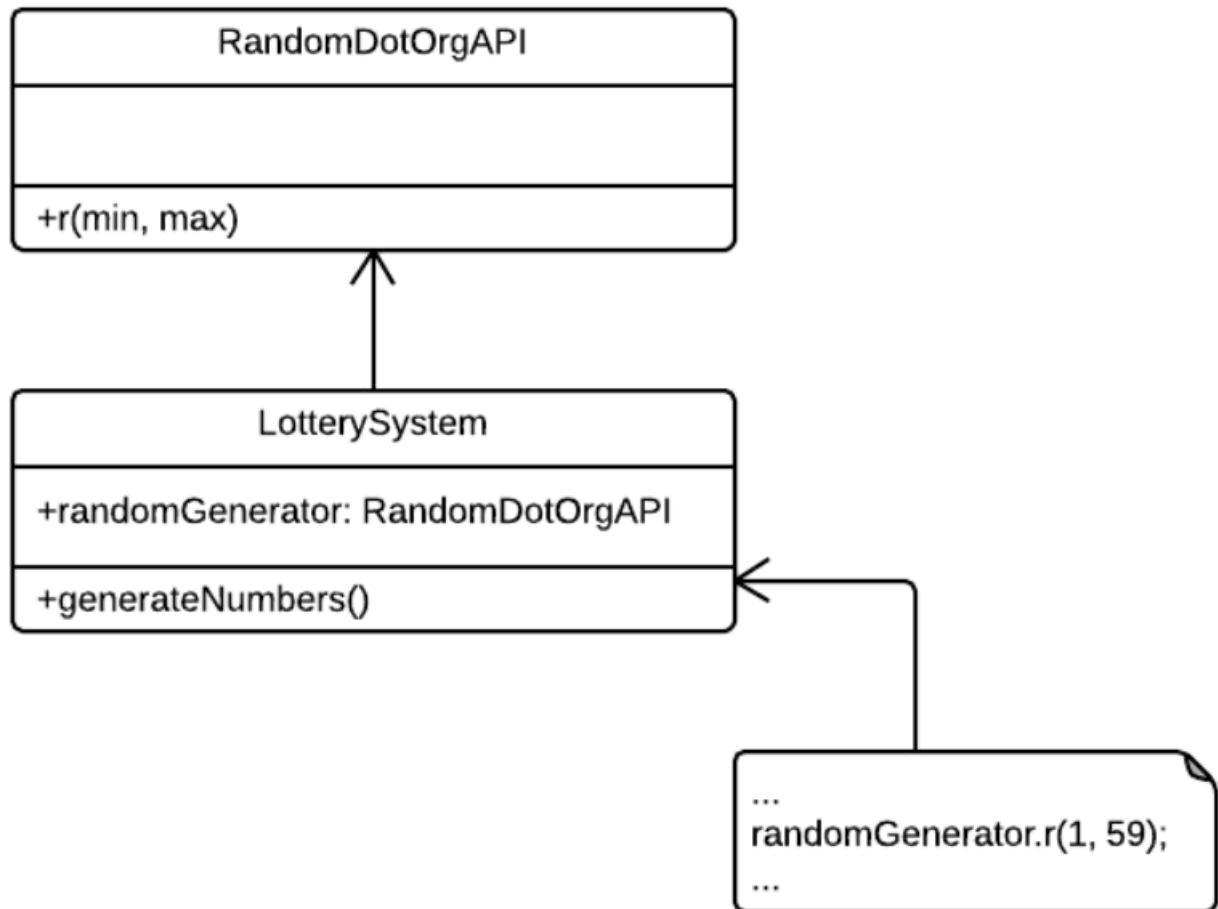 RandomDotOrgAPI
+r(min, max)
LotterySystem
+randomGenerator: RandomDotOrgAPI
+generateNumbers()
...
randomGenerator.r(1, 59);
...